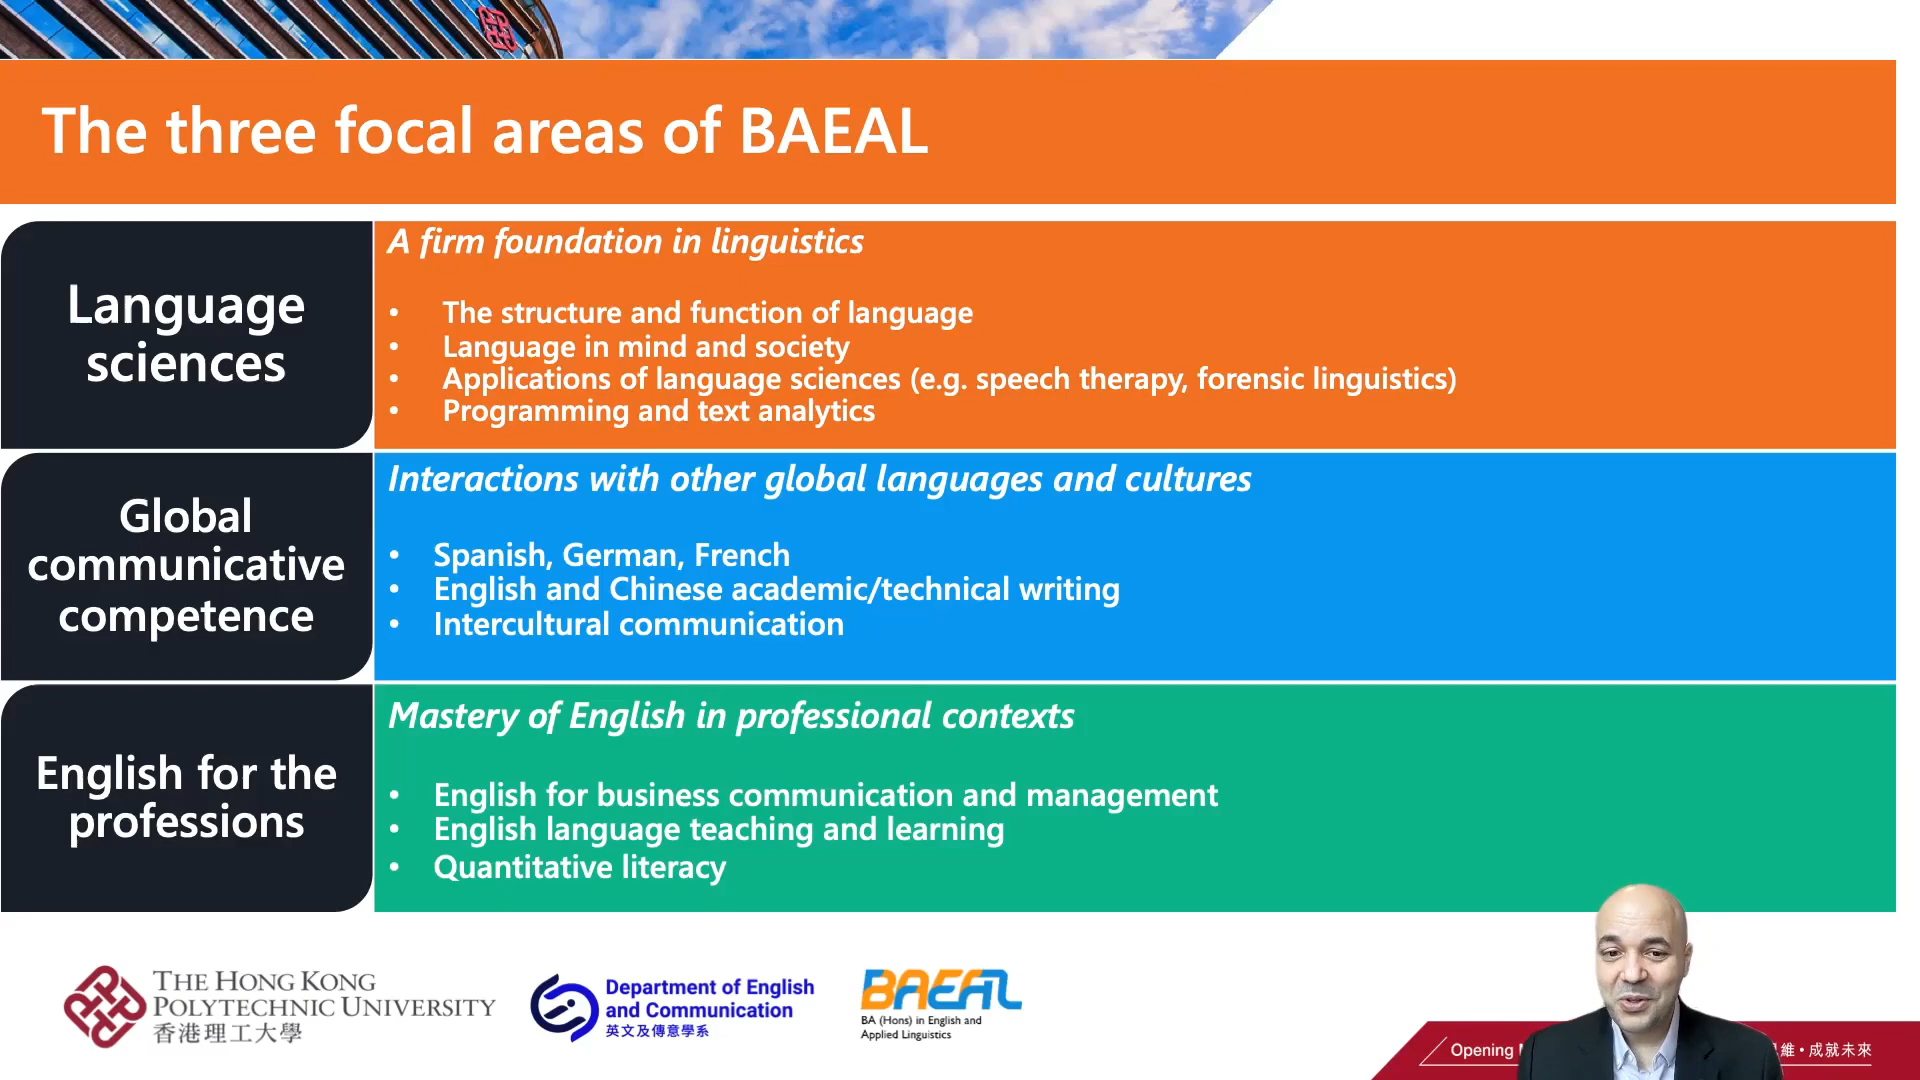 The three focal areas of BAEAL
Language
sciences
A firm foundation in linguistics
• The structure and function of language
• Language in mind and society
• Applications of language sciences (e.g. speech therapy, forensic linguistics)
• Programming and text analytics
Global
communicative
competence
Interactions with other global languages and cultures
• Spanish, German, French
• English and Chinese academic/technical writing
• Intercultural communication
English for the
professions
Mastery of English in professional contexts
• English for business communication and management
• English language teaching and learning
• Quantitative literacy
THE HONG KONG
POLYTECHNIC UNIVERSITY
香港理工大學
Department of English
and Communication
英文及傳意學系
BAEAL
BA (Hons) in English and
Applied Linguistics
Opening 維•成就未來